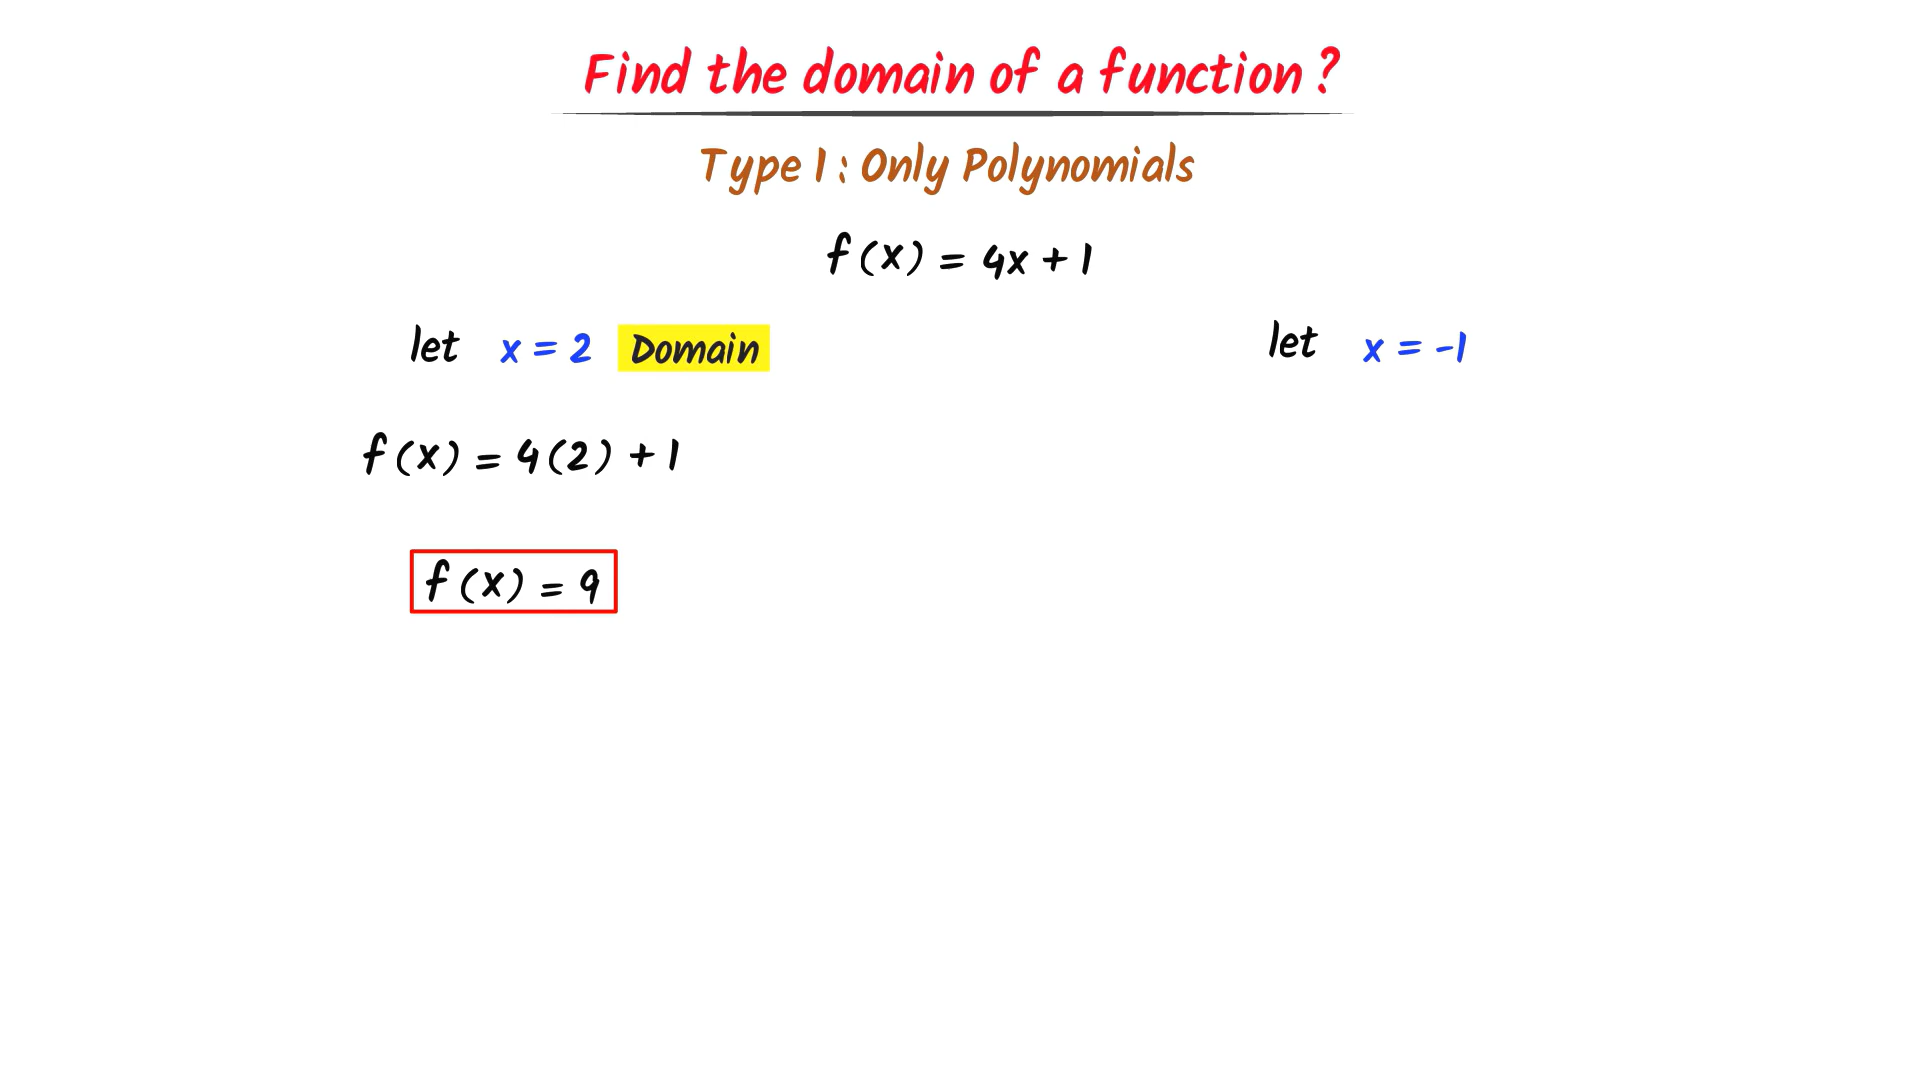 Find the domain of a function ?
Type 1 : Only Polynomials
f(x) = 4x + 1
let x = 2 Domain
let x = -1
f(x) = 4(2) + 1
f(x) = 9